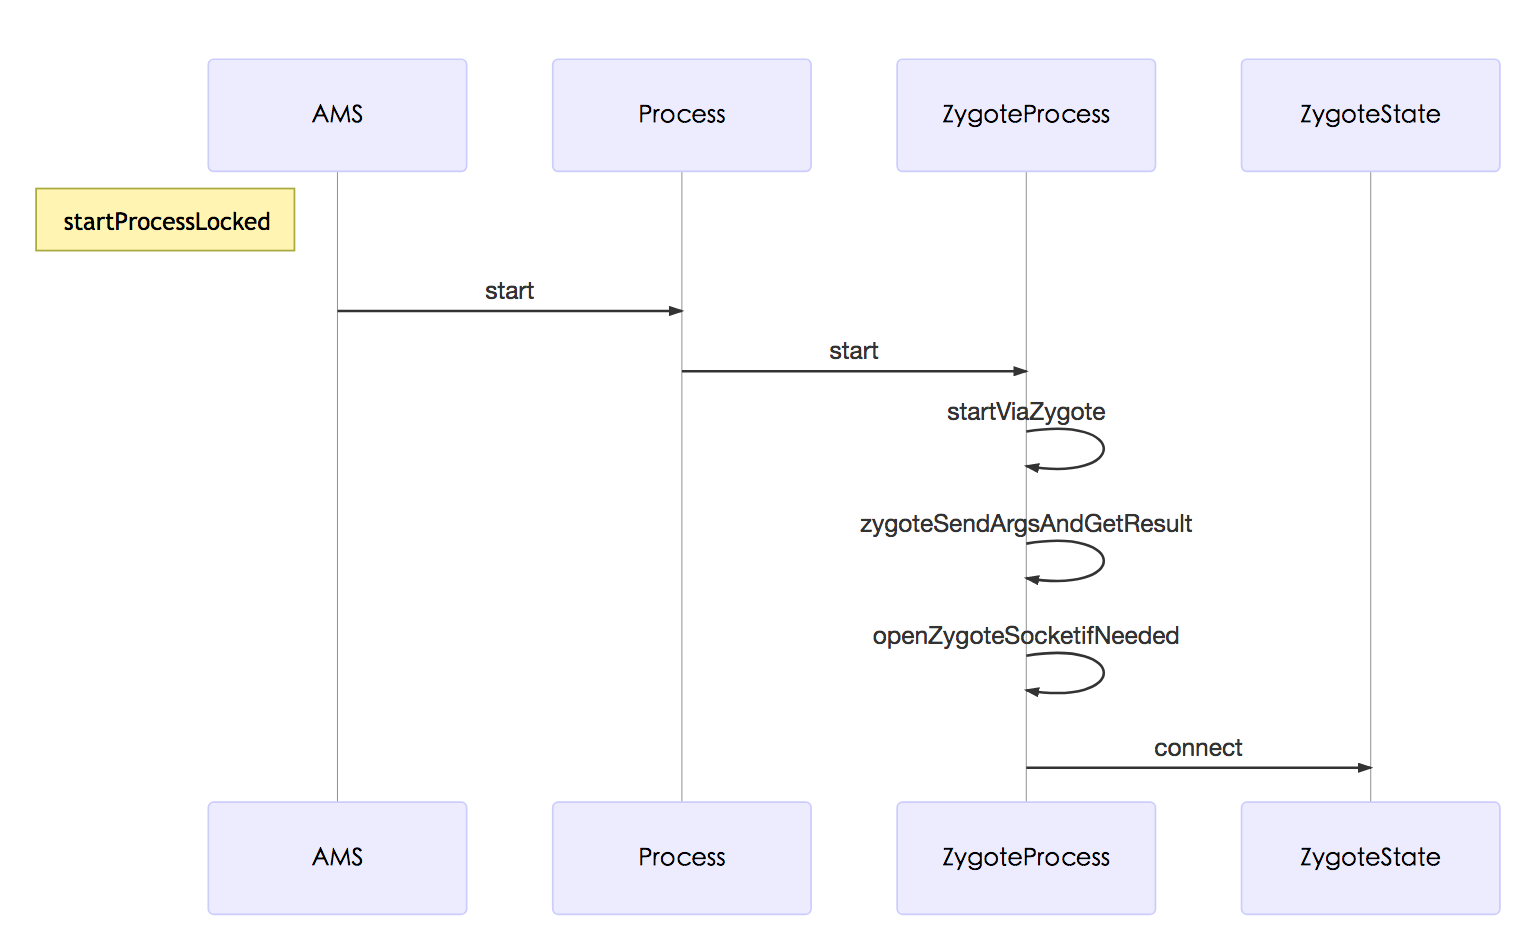 AMS
Process
ZygoteProcess
ZygoteState
startProcessLocked
start
start
startViaZygote
zygoteSendArgsAndGetResult
openZygoteSocketifNeeded
connect
AMS
Process
ZygoteProcess
ZygoteState